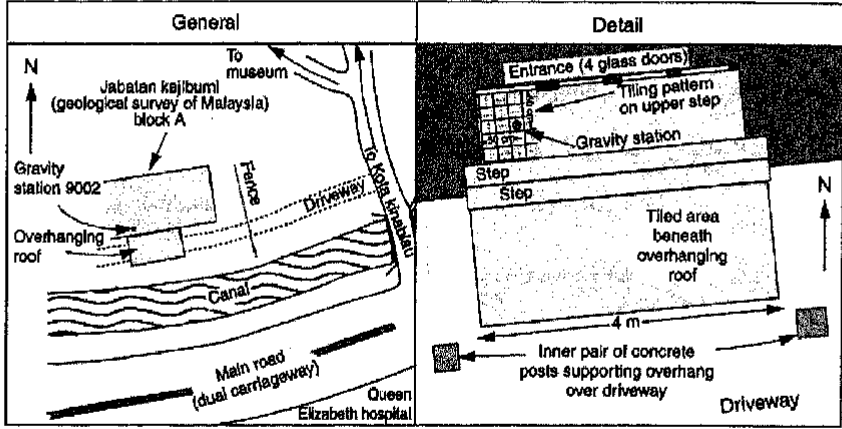 General
To
museum
N
Jabatan kajibumi
(geological survey of Malaysia)
block A
Gravity
station 9002
Overhanging
roof
Fence
Driveway
To Kota kinablau
Canal
Main road
(dual carriageway)
Queen
Elizabeth hospital
Detail
Entrance (4 glass doors)
Tiling pattern
on upper step
Gravity station
Step
Step
N
Tiled area
beneath
overhanging
roof
4 m
Inner pair of concrete
posts supporting overhang
over driveway
Driveway